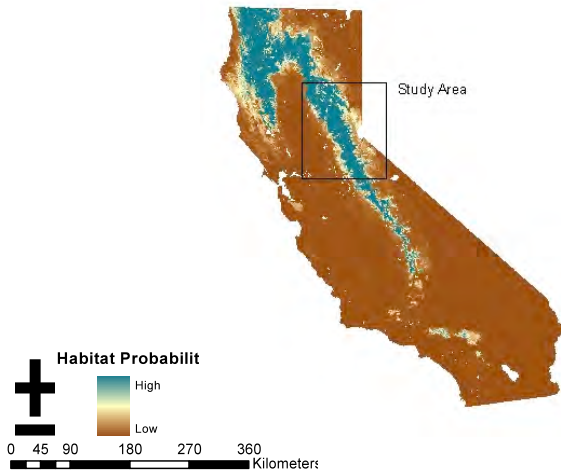 Study Area
Habitat Probabilit
High
Low
0 45 90 180 270 360
Kilometers